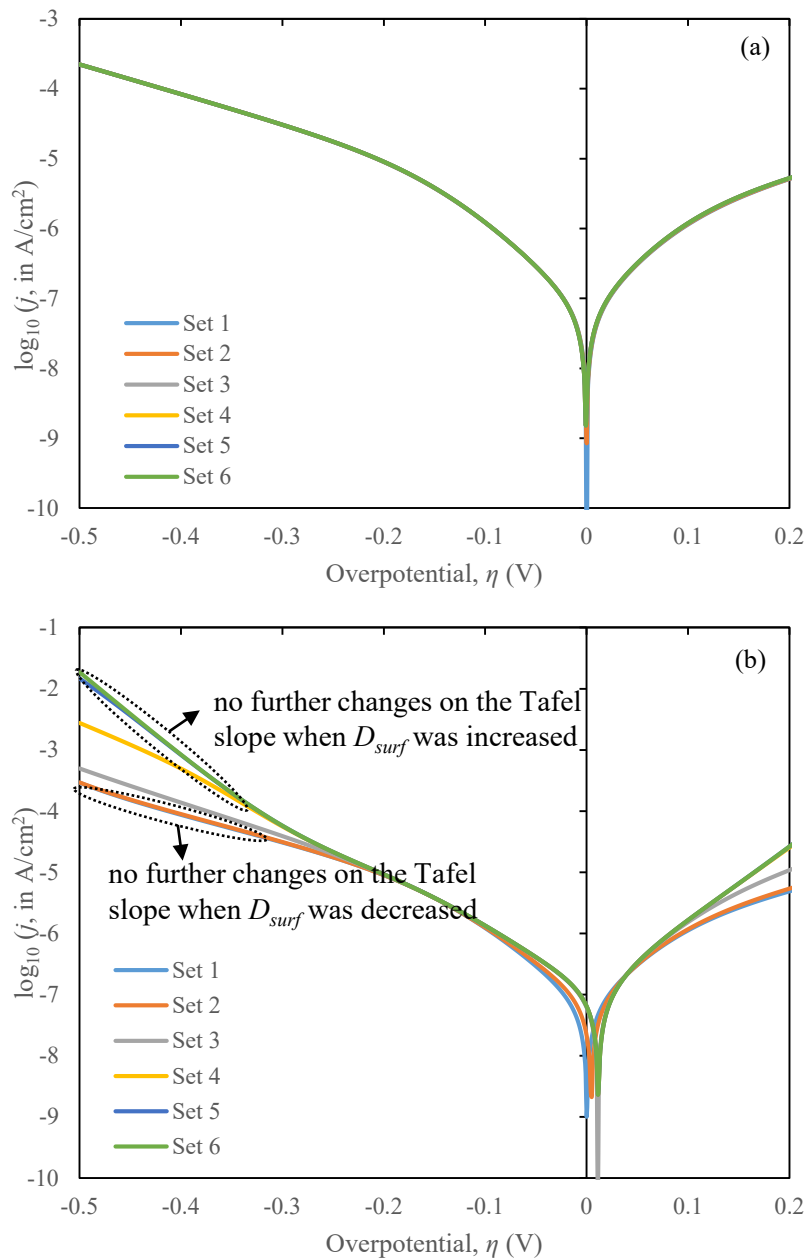 -3
(a)
-4
-5
-6
-7
-8
-9
-10
log₁₀ (j, in A/cm²)
Set 1
Set 2
Set 3
Set 4
Set 5
Set 6
-0.5 -0.4 -0.3 -0.2 -0.1 0 0.1 0.2
Overpotential, η (V)
-1
(b)
-2
-3
-4
-5
-6
-7
-8
-9
-10
log₁₀ (j, in A/cm²)
no further changes on the Tafel
slope when D_surf was increased
no further changes on the Tafel
slope when D_surf was decreased
Set 1
Set 2
Set 3
Set 4
Set 5
Set 6
-0.5 -0.4 -0.3 -0.2 -0.1 0 0.1 0.2
Overpotential, η (V)